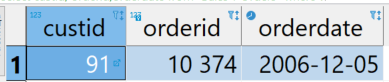 custid orderid orderdate
1 91 10 374 2006-12-05